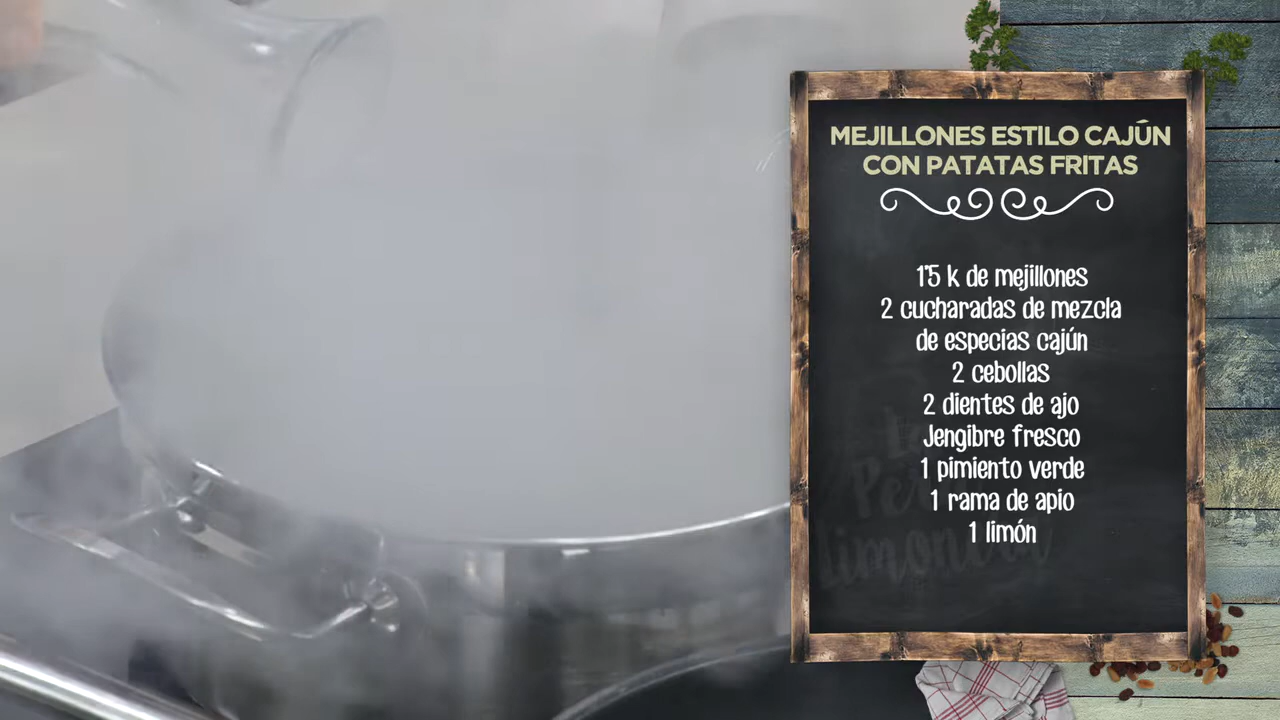 MEJILLONES ESTILO CAJÚN
CON PATATAS FRITAS
1'5 k de mejillones
2 cucharadas de mezcla
de especias cajún
2 cebollas
2 dientes de ajo
Jengibre fresco
1 pimiento verde
1 rama de apio
1 limón